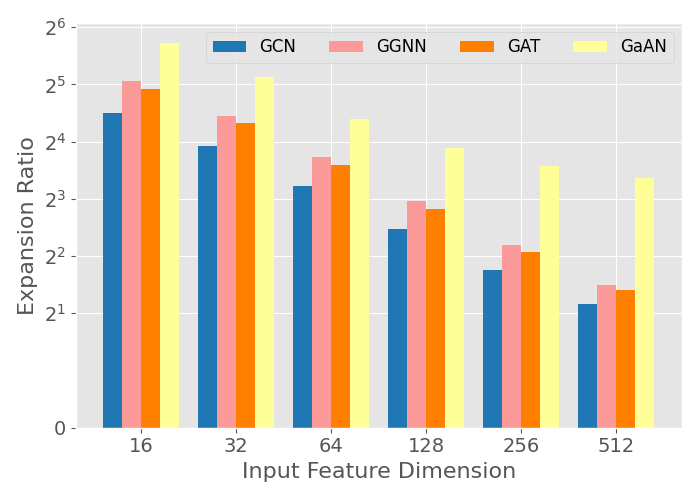 GCN GGNN GAT GaAN
2^6
2^5
2^4
2^3
2^2
2^1
0
Expansion Ratio
16 32 64 128 256 512
Input Feature Dimension